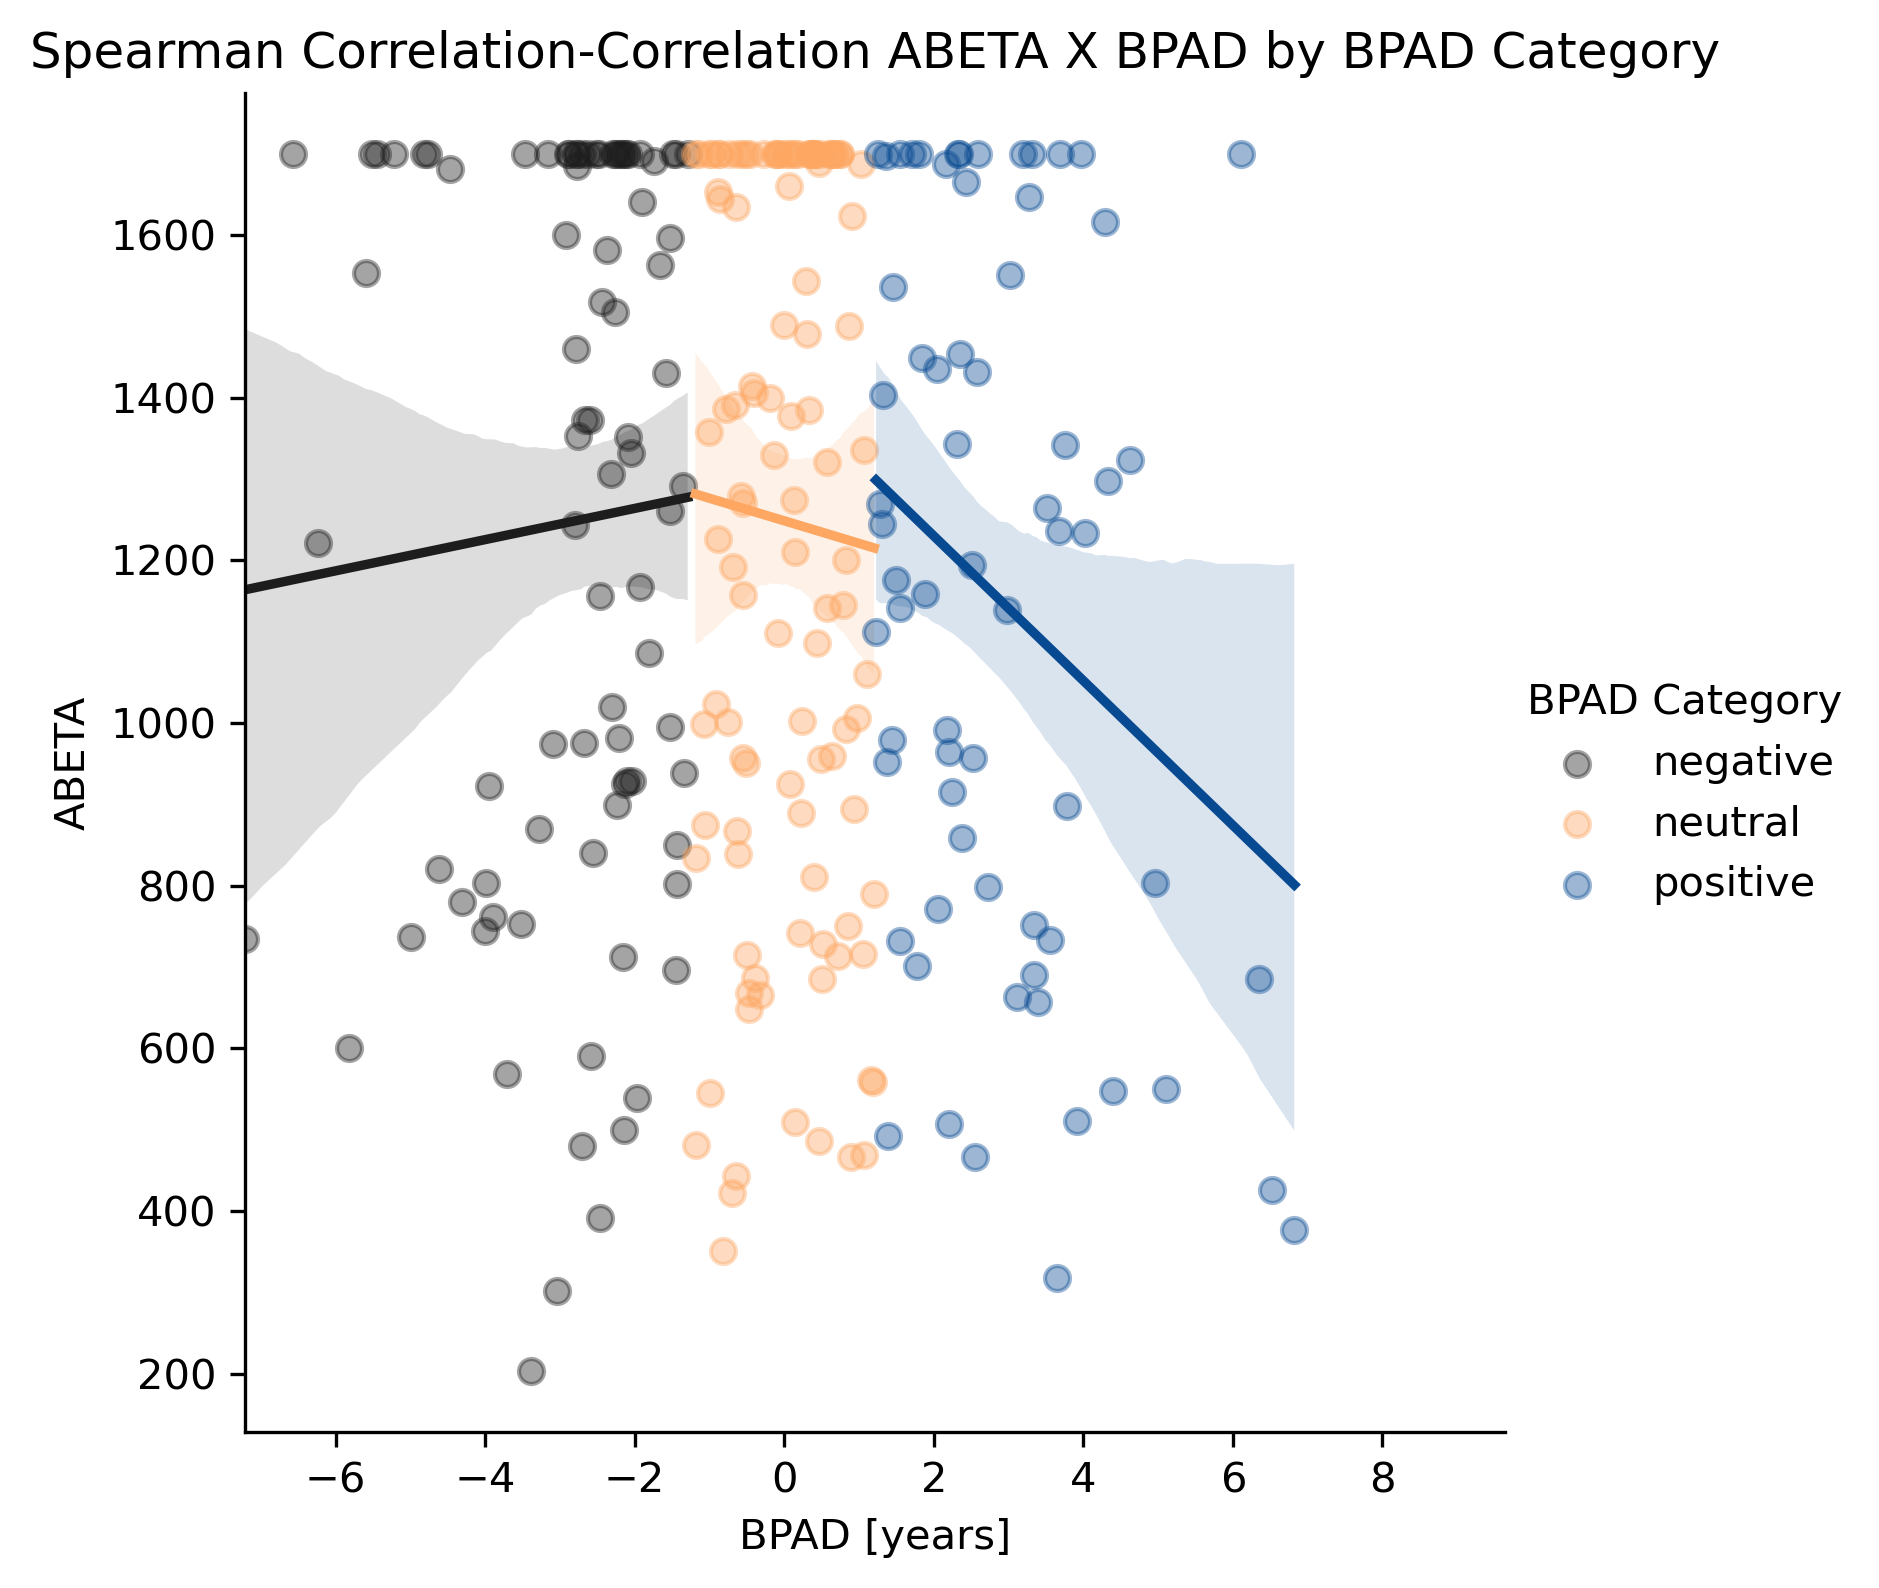 Spearman Correlation-Correlation ABETA X BPAD by BPAD Category
1600
1400
1200
1000
800
600
400
200
ABETA
−6 −4 −2 0 2 4 6 8
BPAD [years]
BPAD Category
negative
neutral
positive